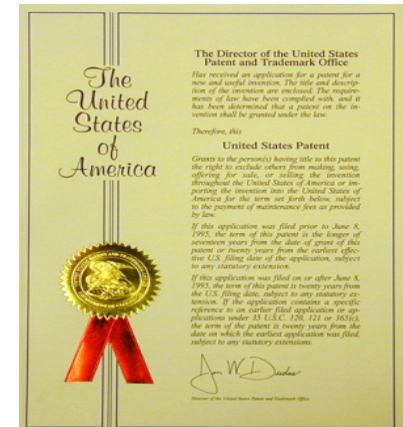 The
United
States
of
America
The Director of the United States
Patent and Trademark Office
Has received an application for a patent for a
new and useful invention. The title and descrip-
tion of the invention are enclosed. The require-
ments of law have been complied with, and it
has been determined that a patent on the in-
vention shall be granted under the law.
Therefore, this
United States Patent
Grants to the person(s) having title to this patent
the right to exclude others from making, using,
offering for sale, or selling the invention
throughout the United States of America or im-
porting the invention into the United States of
America for the term set forth below, subject
to the payment of maintenance fees as provided
by law.
If this application was filed prior to June 8,
1995, the term of this patent is the longer of
seventeen years from the date of grant of this
patent or twenty years from the earliest effec-
tive U.S. filing date of the application, subject
to any statutory extension.
If this application was filed on or after June 8,
1995, the term of this patent is twenty years from
the U.S. filing date, subject to any statutory ex-
tension. If the application contains a specific
reference to an earlier filed application or ap-
plications under 35 U.S.C. 120, 121 or 365(c),
the term of the patent is twenty years from the
date on which the earliest application was filed,
subject to any statutory extensions.
Jon W Dudas
Director of the United States Patent and Trademark Office